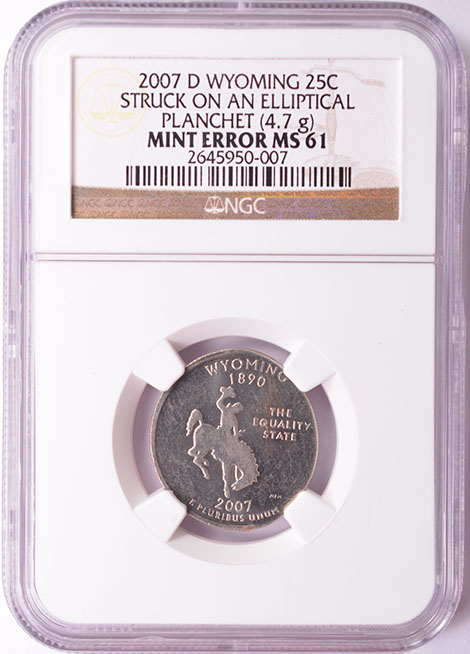 2007 D WYOMING 25C
STRUCK ON AN ELLIPTICAL
PLANCHET (4.7 g)
MINT ERROR MS 61
2645950-007
NGC
WYOMING
1890
THE
EQUALITY
STATE
2007
E PLURIBUS UNUM